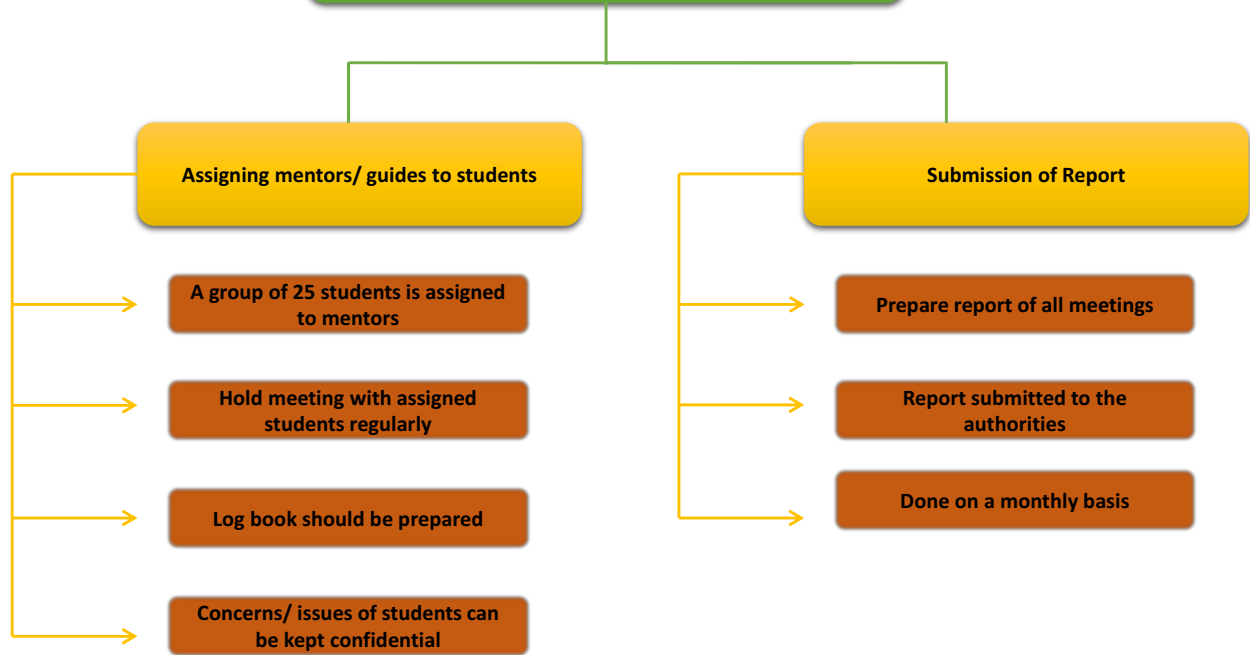 Assigning mentors/ guides to students
A group of 25 students is assigned
to mentors
Hold meeting with assigned
students regularly
Log book should be prepared
Concerns/ issues of students can
be kept confidential
Submission of Report
Prepare report of all meetings
Report submitted to the
authorities
Done on a monthly basis